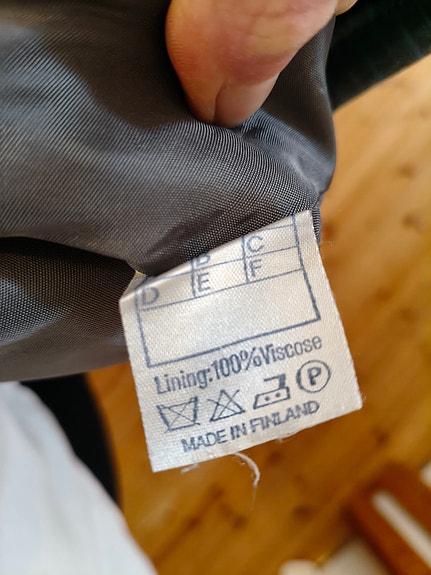 B C
D E F
Lining:100%Viscose
P
MADE IN FINLAND